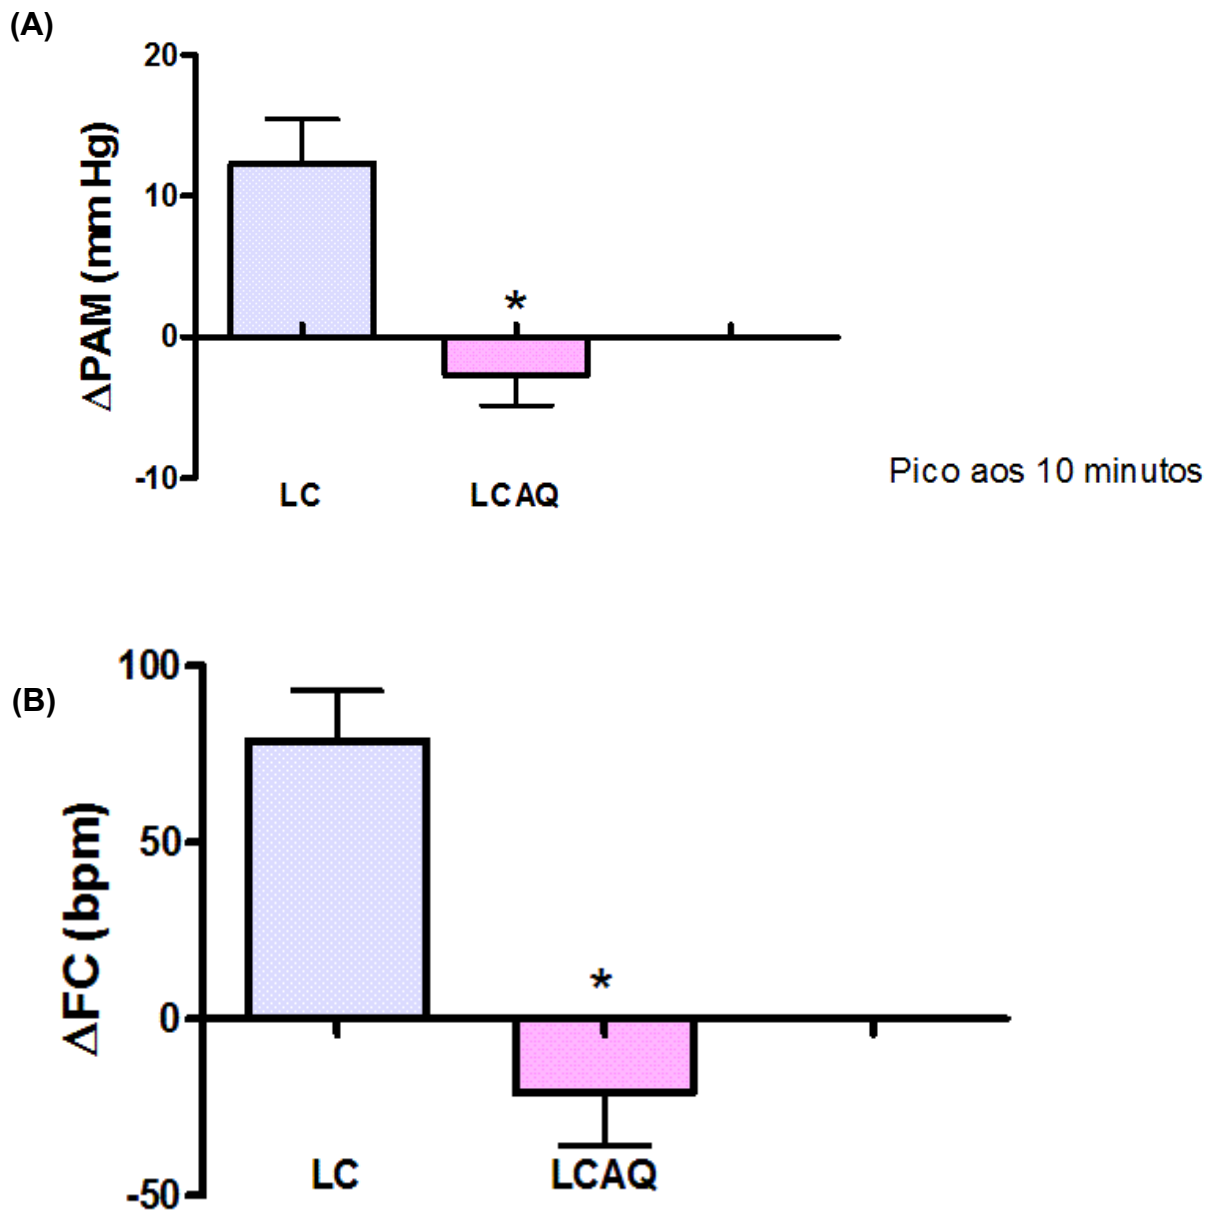 (A)
20
10
0
-10
ΔPAM (mm Hg)
*
LC LCAQ
Pico aos 10 minutos
(B)
100
50
0
-50
ΔFC (bpm)
*
LC LCAQ